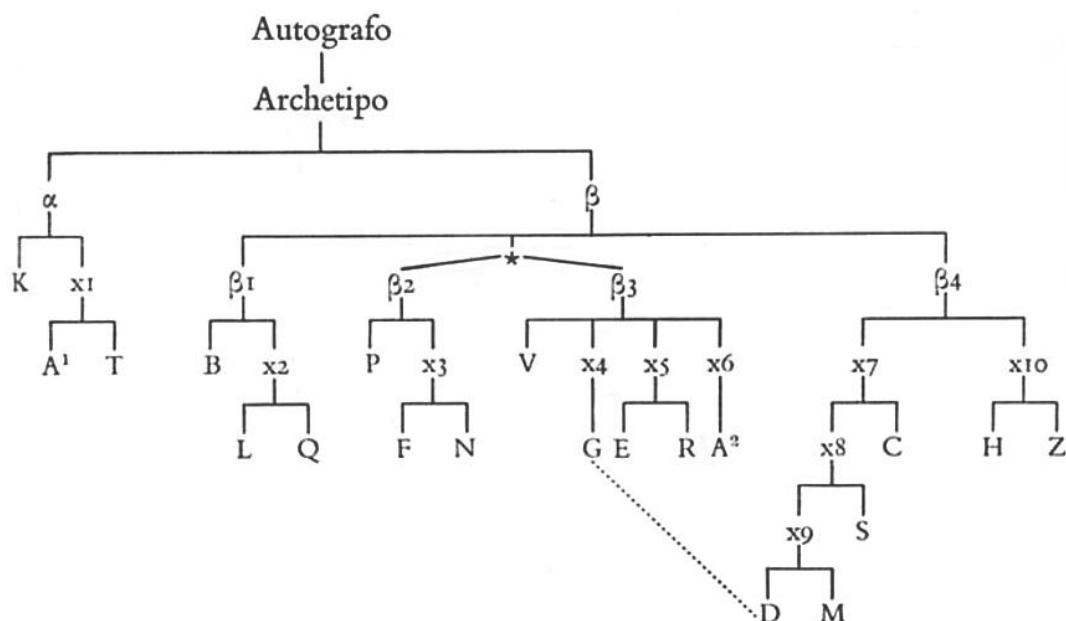 Autografo
Archetipo
α β
K x1 β1 β2 * β3 β4
A¹ T B x2 P x3 V x4 x5 x6 x7 x10
L Q F N G E R A² x8 C H Z
x9 S
D M